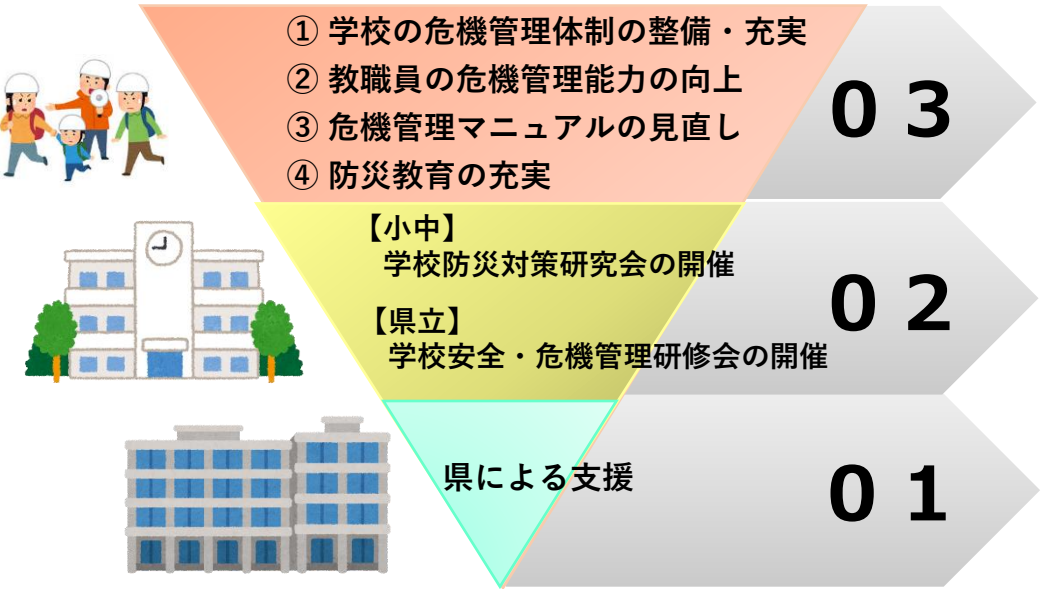 ① 学校の危機管理体制の整備・充実
② 教職員の危機管理能力の向上
③ 危機管理マニュアルの見直し
④ 防災教育の充実
03
【小中】
学校防災対策研究会の開催
【県立】
学校安全・危機管理研修会の開催
02
県による支援
01